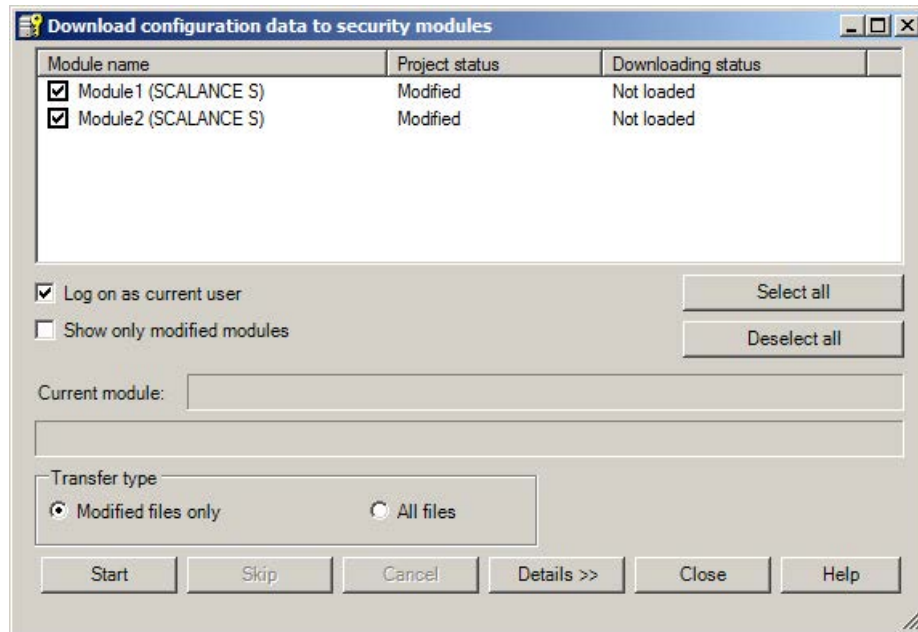 Download configuration data to security modules
Module name Project status Downloading status
Module1 (SCALANCE S) Modified Not loaded
Module2 (SCALANCE S) Modified Not loaded
Log on as current user Select all
Show only modified modules Deselect all
Current module:
Transfer type
Modified files only All files
Start Skip Cancel Details >> Close Help